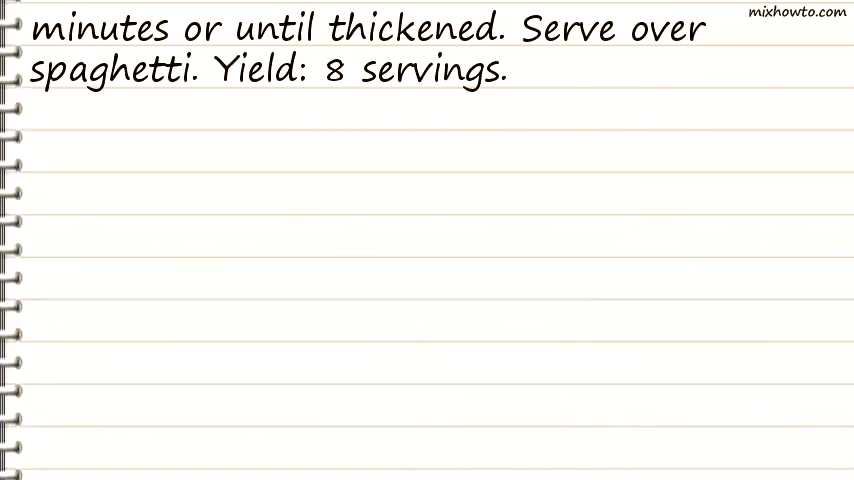 mixhowto.com
minutes or until thickened. Serve over
spaghetti. Yield: 8 servings.